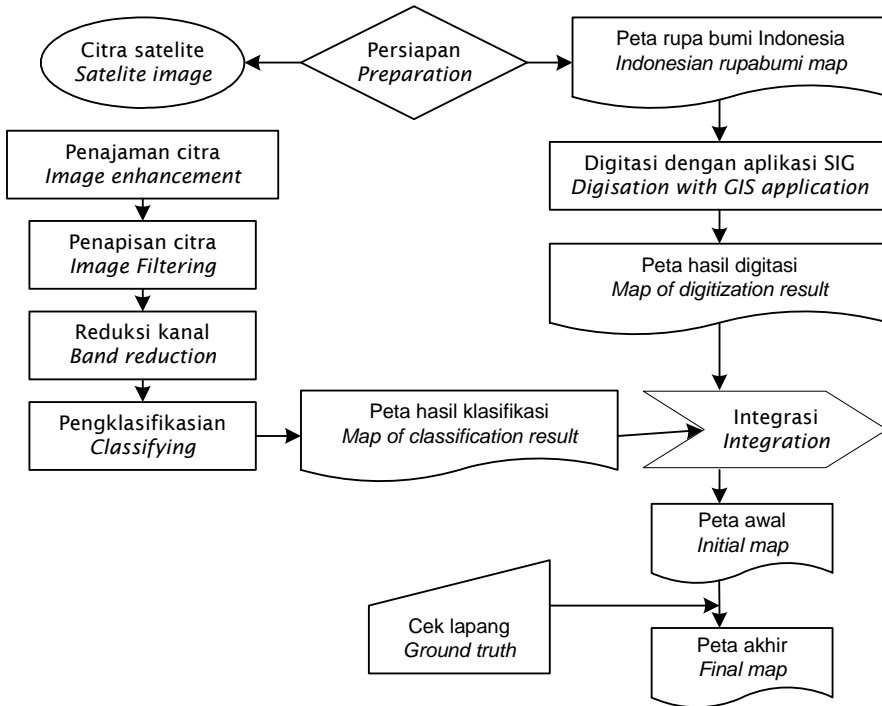 Citra satelite
Satelite image
Persiapan
Preparation
Peta rupa bumi Indonesia
Indonesian rupabumi map
Penajaman citra
Image enhancement
Digitasi dengan aplikasi SIG
Digisation with GIS application
Penapisan citra
Image Filtering
Peta hasil digitasi
Map of digitization result
Reduksi kanal
Band reduction
Pengklasifikasian
Classifying
Peta hasil klasifikasi
Map of classification result
Integrasi
Integration
Peta awal
Initial map
Cek lapang
Ground truth
Peta akhir
Final map